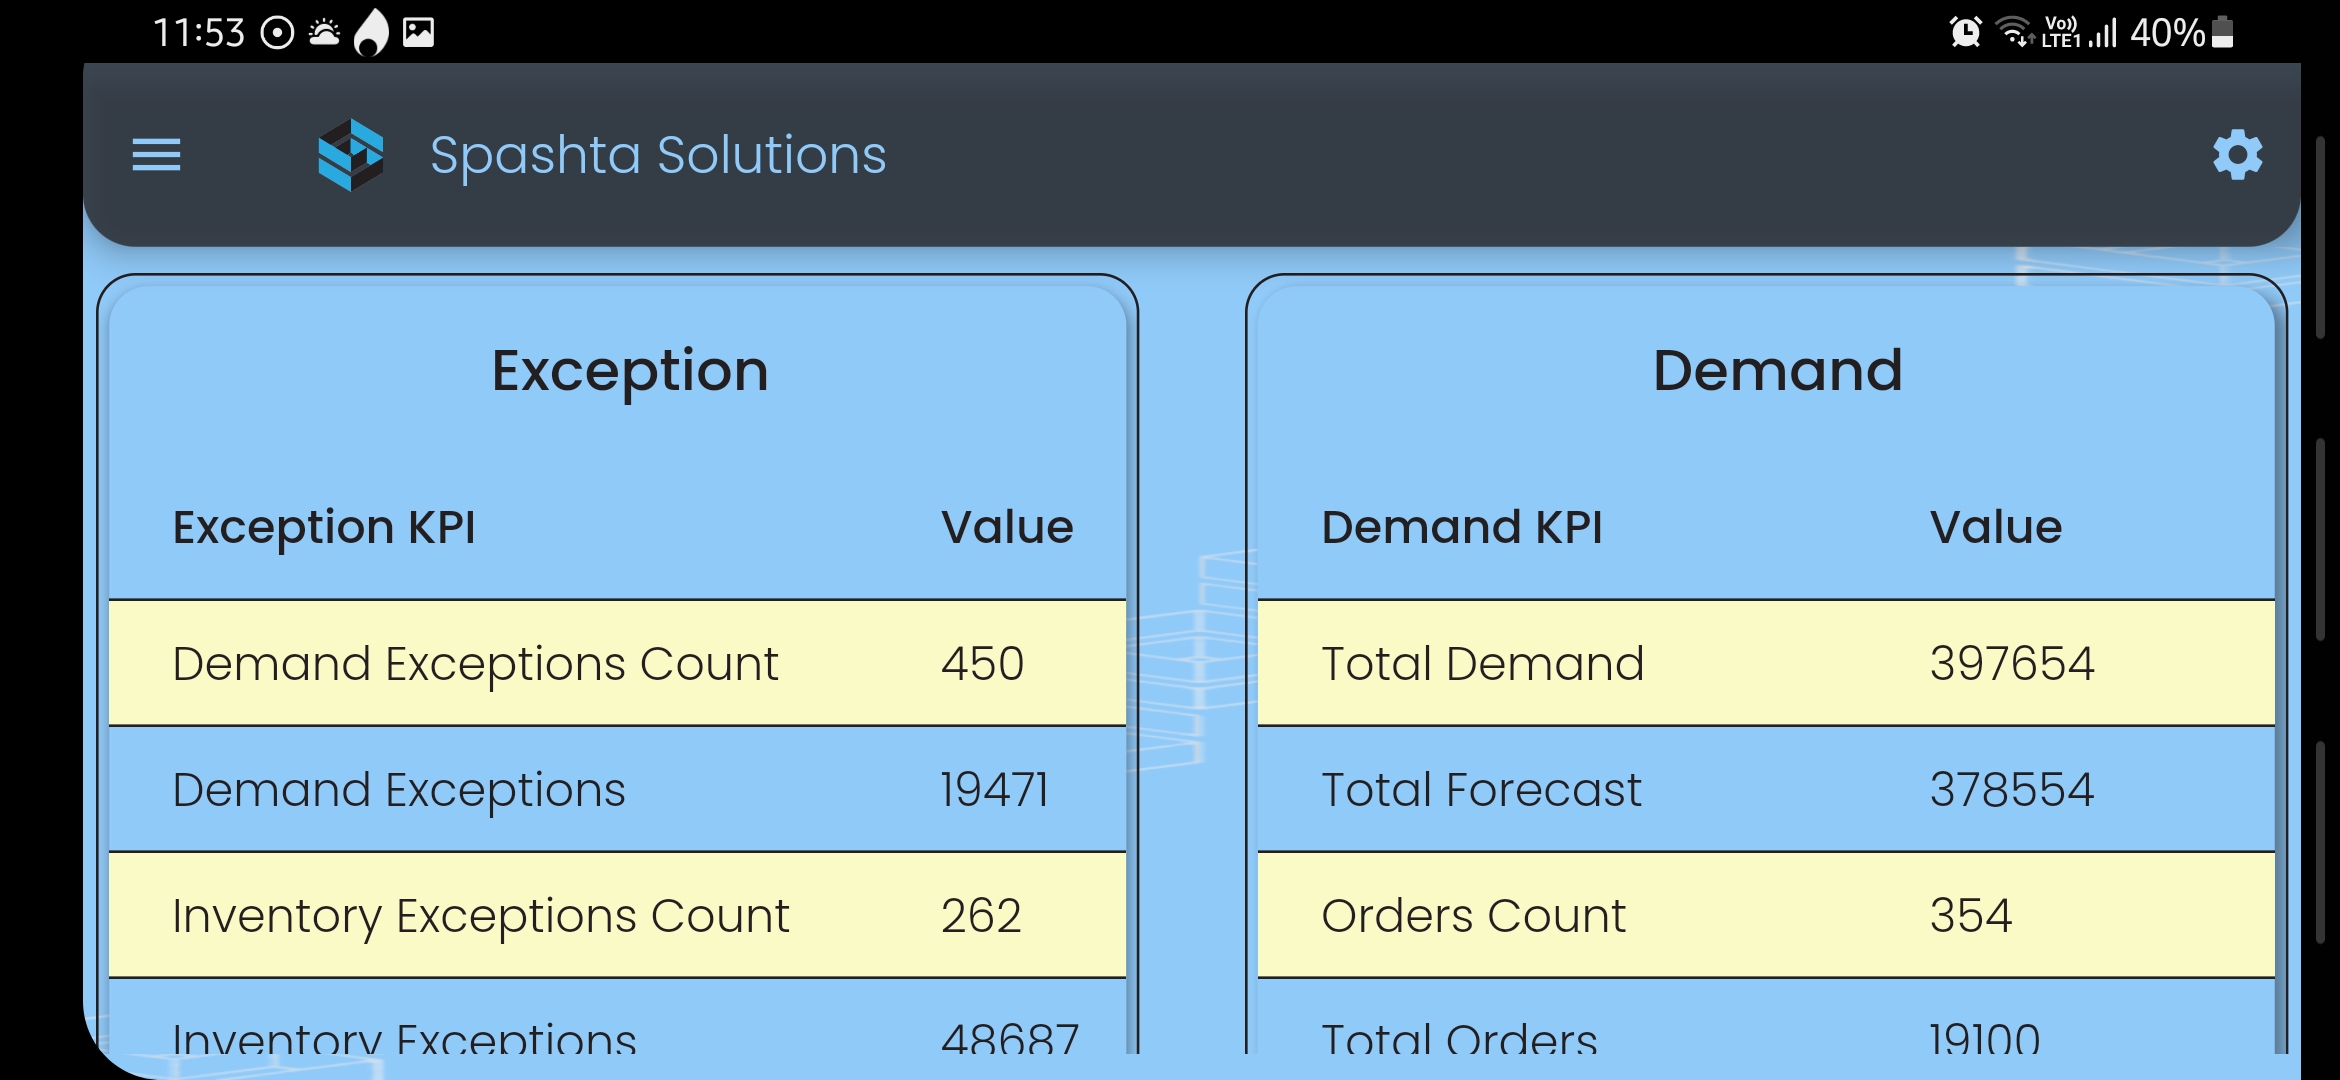 11:53
Vo)) LTE1 40%
Spashta Solutions
Exception
Exception KPI Value
Demand Exceptions Count 450
Demand Exceptions 19471
Inventory Exceptions Count 262
Inventory Exceptions 48687
Demand
Demand KPI Value
Total Demand 397654
Total Forecast 378554
Orders Count 354
Total Orders 19100